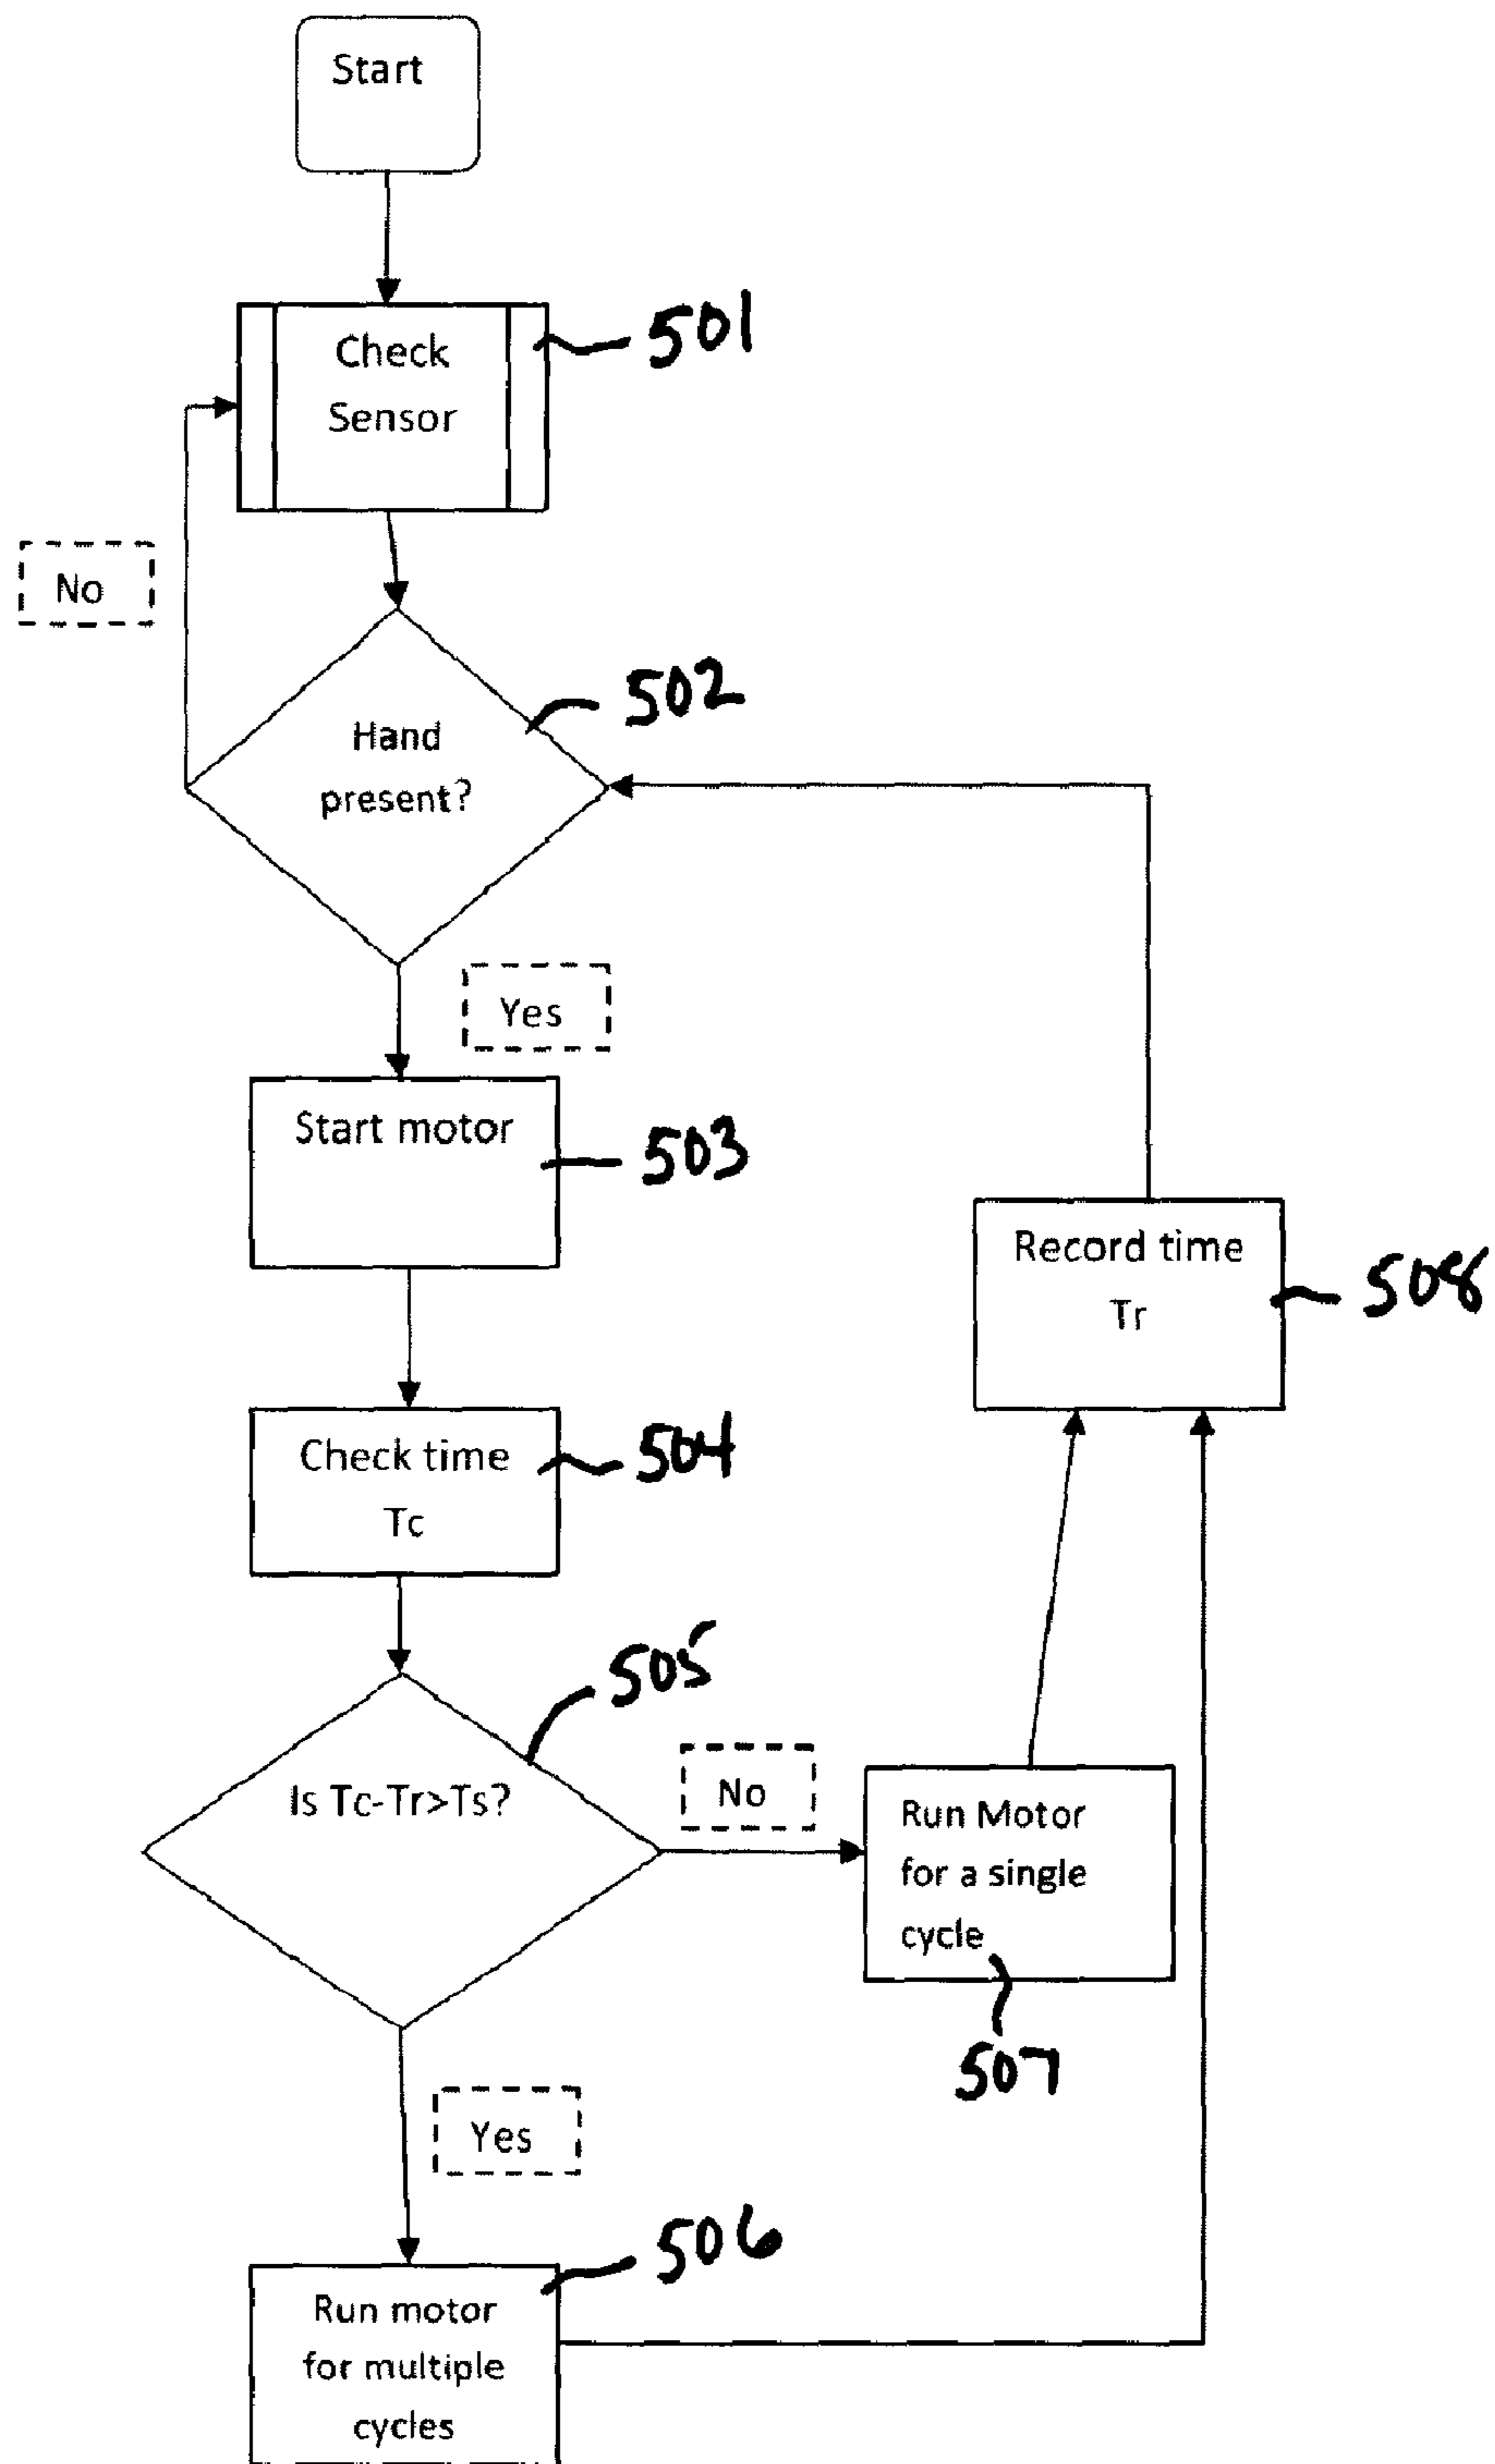 Start
Check
Sensor
501
No
Hand
present?
502
Yes
Start motor
503
Record time
Tr
508
Check time
Tc
504
Is Tc-Tr>Ts?
505
No
Run Motor
for a single
cycle
507
Yes
Run motor
for multiple
cycles
506